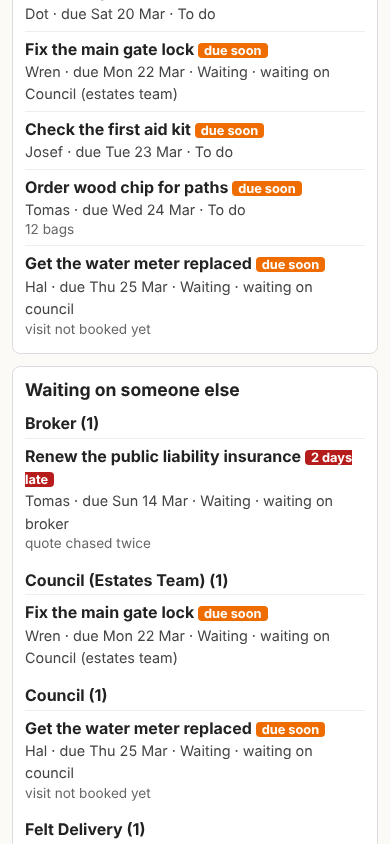 Dot · due Sat 20 Mar · To do
Fix the main gate lock due soon
Wren · due Mon 22 Mar · Waiting · waiting on
Council (estates team)
Check the first aid kit due soon
Josef · due Tue 23 Mar · To do
Order wood chip for paths due soon
Tomas · due Wed 24 Mar · To do
12 bags
Get the water meter replaced due soon
Hal · due Thu 25 Mar · Waiting · waiting on
council
visit not booked yet
Waiting on someone else
Broker (1)
Renew the public liability insurance 2 days
late
Tomas · due Sun 14 Mar · Waiting · waiting on
broker
quote chased twice
Council (Estates Team) (1)
Fix the main gate lock due soon
Wren · due Mon 22 Mar · Waiting · waiting on
Council (estates team)
Council (1)
Get the water meter replaced due soon
Hal · due Thu 25 Mar · Waiting · waiting on
council
visit not booked yet
Felt Delivery (1)